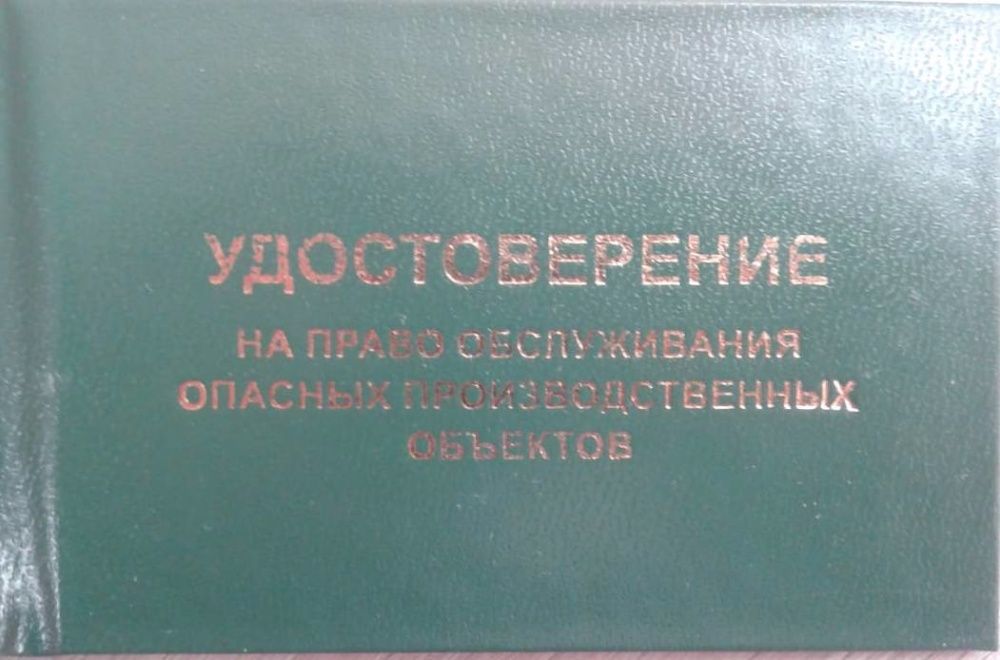 УДОСТОВЕРЕНИЕ
НА ПРАВО ОБСЛУЖИВАНИЯ
ОПАСНЫХ ПРОИЗВОДСТВЕННЫХ
ОБЪЕКТОВ